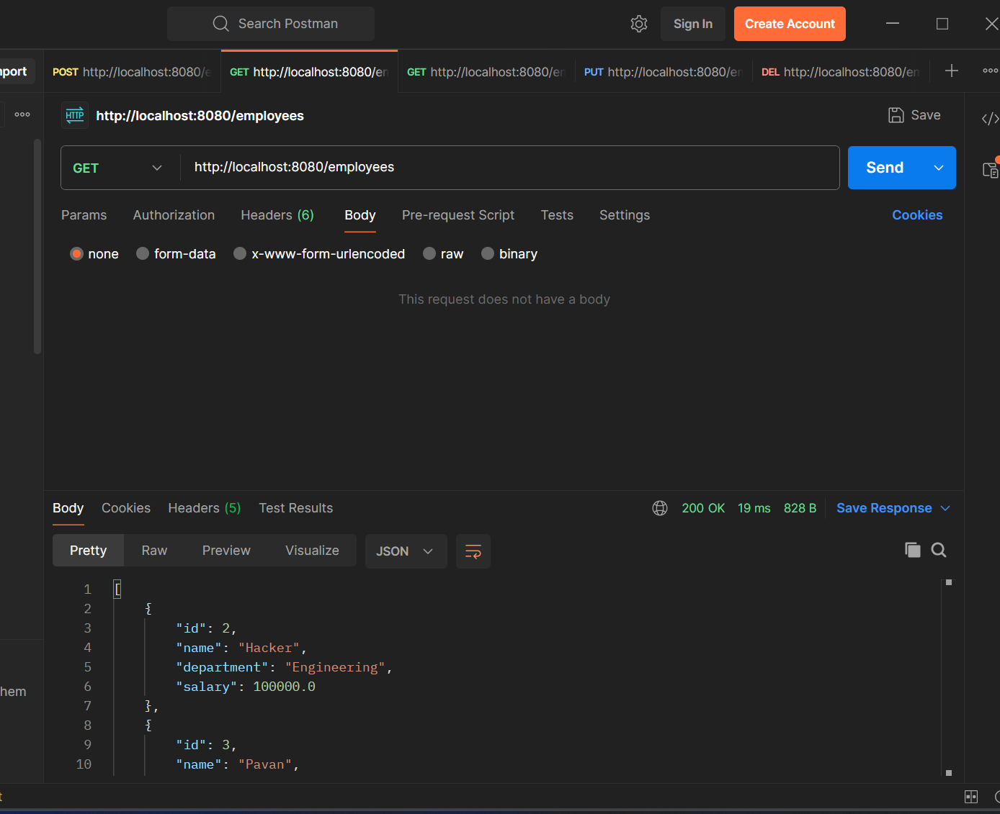 Search Postman
Sign In
Create Account
POST http://localhost:8080/e
GET http://localhost:8080/en
GET http://localhost:8080/er
PUT http://localhost:8080/er
DEL http://localhost:8080/em
HTTP http://localhost:8080/employees
Save
GET http://localhost:8080/employees Send
Params Authorization Headers (6) Body Pre-request Script Tests Settings Cookies
none form-data x-www-form-urlencoded raw binary
This request does not have a body
Body Cookies Headers (5) Test Results 200 OK 19 ms 828 B Save Response
Pretty Raw Preview Visualize JSON
1 [
2 {
3 "id": 2,
4 "name": "Hacker",
5 "department": "Engineering",
6 "salary": 100000.0
7 },
8 {
9 "id": 3,
10 "name": "Pavan",